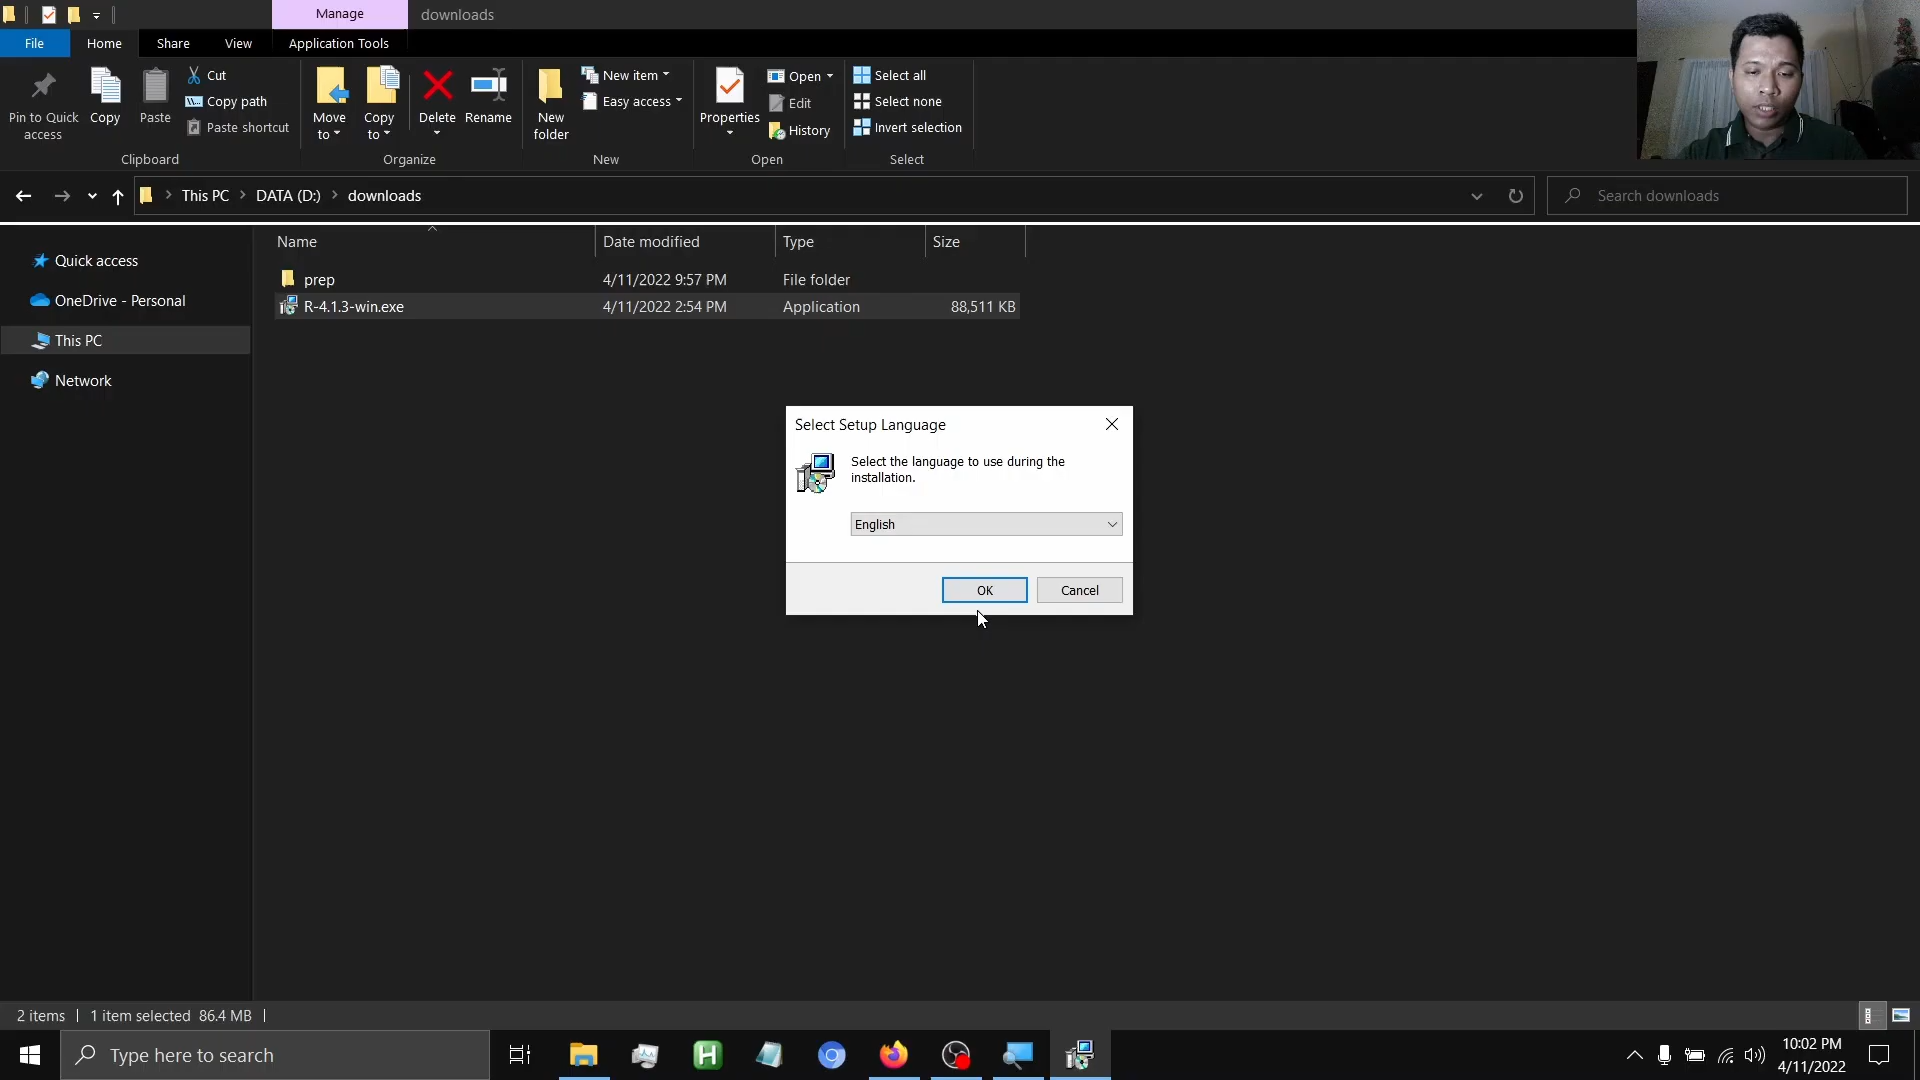 Manage
downloads
File
Home
Share
View
Application Tools
Pin to Quick
access
Copy
Paste
Cut
Copy path
Paste shortcut
Clipboard
Move
to
Copy
to
Delete
Rename
Organize
New
folder
New item
Easy access
New
Properties
Open
Edit
History
Open
Select all
Select none
Invert selection
Select
This PC
DATA (D:)
downloads
Search downloads
Name
Date modified
Type
Size
Quick access
OneDrive - Personal
This PC
Network
prep
4/11/2022 9:57 PM
File folder
R-4.1.3-win.exe
4/11/2022 2:54 PM
Application
88,511 KB
Select Setup Language
Select the language to use during the
installation.
English
OK
Cancel
2 items
1 item selected
86.4 MB
Type here to search
10:02 PM
4/11/2022